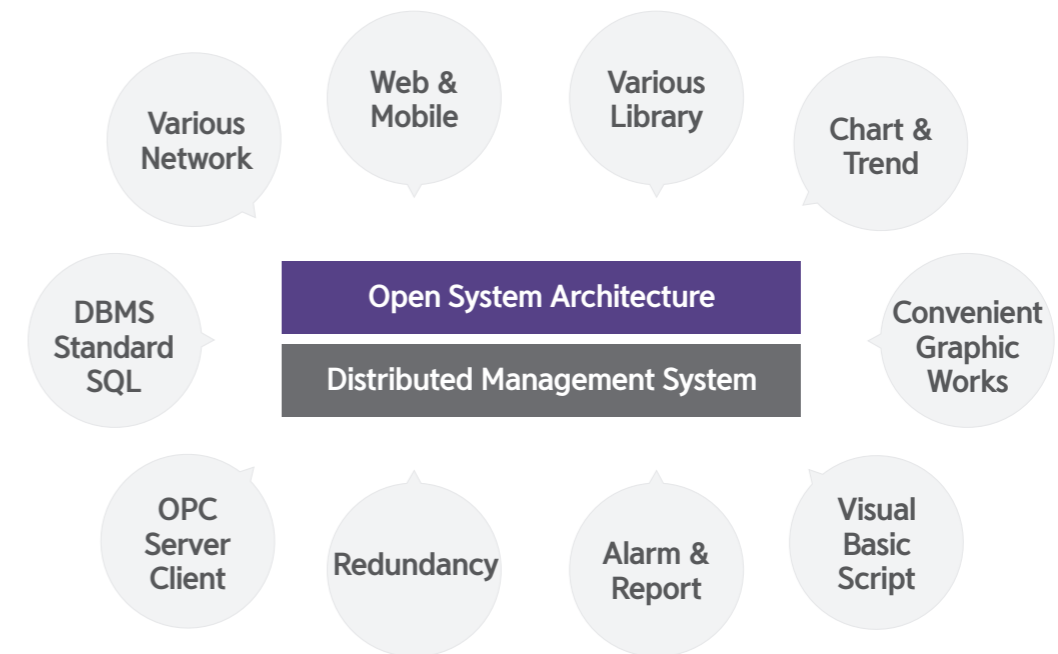 Web &
Mobile
Various
Library
Various
Network
Chart &
Trend
Open System Architecture
Distributed Management System
DBMS
Standard
SQL
Convenient
Graphic
Works
OPC
Server
Client
Redundancy
Alarm &
Report
Visual
Basic
Script